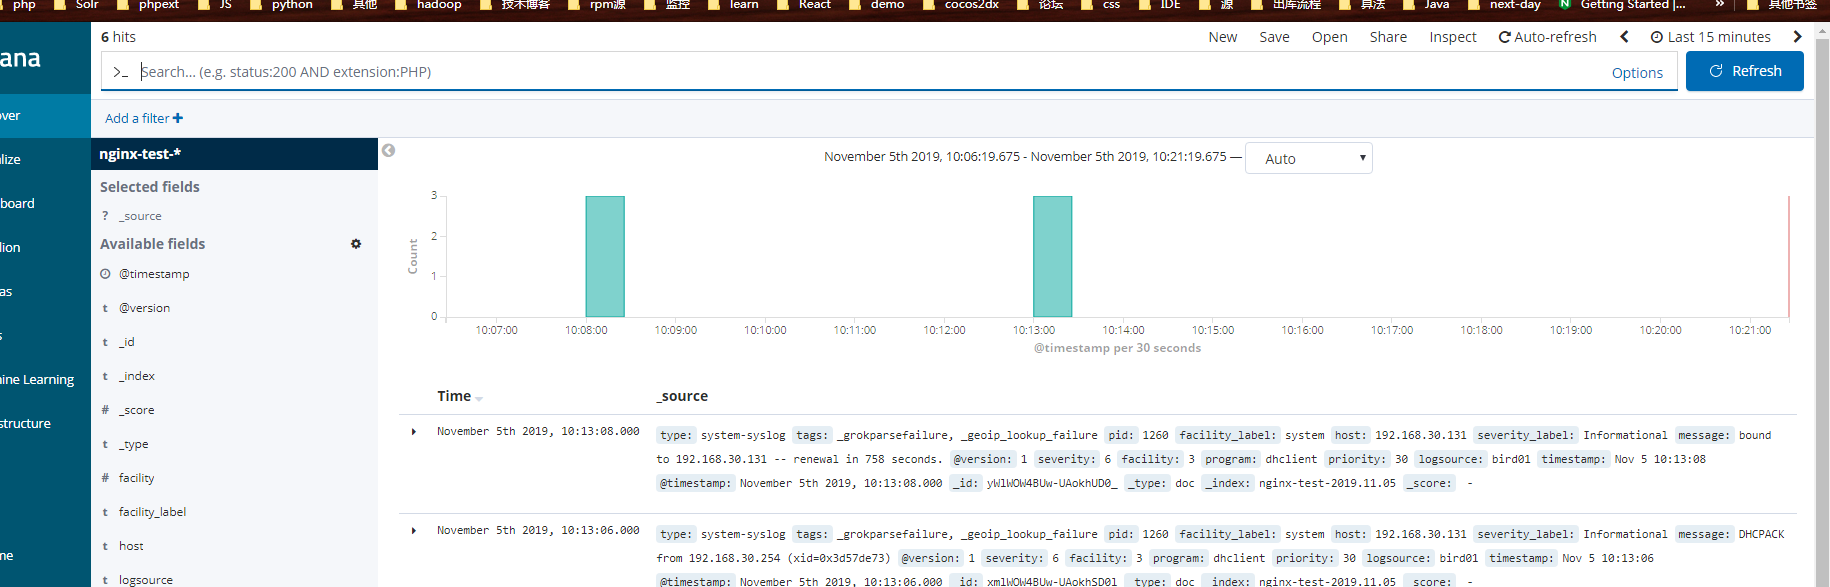 php Solr phpext JS python 其他 hadoop 技术博客 rpm源 监控 learn React demo cocos2dx 论坛 css IDE 源 出库流程 算法 Java next-day Getting Started |... » 其他书签
ana
6 hits New Save Open Share Inspect Auto-refresh Last 15 minutes
>_ Search... (e.g. status:200 AND extension:PHP) Options Refresh
over
Add a filter +
alize
board
lion
as
s
nine Learning
structure
ne
nginx-test-*
Selected fields
? _source
Available fields
@timestamp
t @version
t _id
t _index
# _score
t _type
# facility
t facility_label
t host
t logsource
November 5th 2019, 10:06:19.675 - November 5th 2019, 10:21:19.675 — Auto
3
2
1
0
Count
10:07:00 10:08:00 10:09:00 10:10:00 10:11:00 10:12:00 10:13:00 10:14:00 10:15:00 10:16:00 10:17:00 10:18:00 10:19:00 10:20:00 10:21:00
@timestamp per 30 seconds
Time _source
November 5th 2019, 10:13:08.000 type: system-syslog tags: _grokparsefailure, _geoip_lookup_failure pid: 1260 facility_label: system host: 192.168.30.131 severity_label: Informational message: bound
to 192.168.30.131 -- renewal in 758 seconds. @version: 1 severity: 6 facility: 3 program: dhclient priority: 30 logsource: bird01 timestamp: Nov 5 10:13:08
@timestamp: November 5th 2019, 10:13:08.000 _id: yWlWOW4BUw-UAokhUD0_ _type: doc _index: nginx-test-2019.11.05 _score: -
November 5th 2019, 10:13:06.000 type: system-syslog tags: _grokparsefailure, _geoip_lookup_failure pid: 1260 facility_label: system host: 192.168.30.131 severity_label: Informational message: DHCPACK
from 192.168.30.254 (xid=0x3d57de73) @version: 1 severity: 6 facility: 3 program: dhclient priority: 30 logsource: bird01 timestamp: Nov 5 10:13:06
@timestamp: November 5th 2019, 10:13:06.000 _id: xmlWOW4BUw-UAokhSD0l _type: doc _index: nginx-test-2019.11.05 _score: -